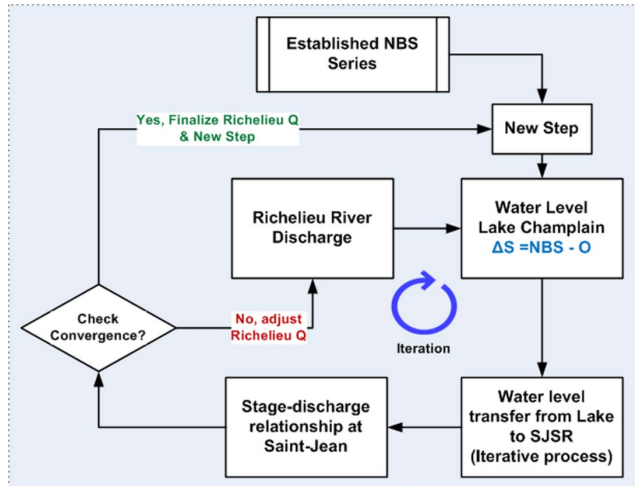 Established NBS
Series
Yes, Finalize Richelieu Q
& New Step
New Step
Richelieu River
Discharge
Water Level
Lake Champlain
ΔS =NBS - O
Check
Convergence?
No, adjust
Richelieu Q
Iteration
Stage-discharge
relationship at
Saint-Jean
Water level
transfer from Lake
to SJSR
(Iterative process)